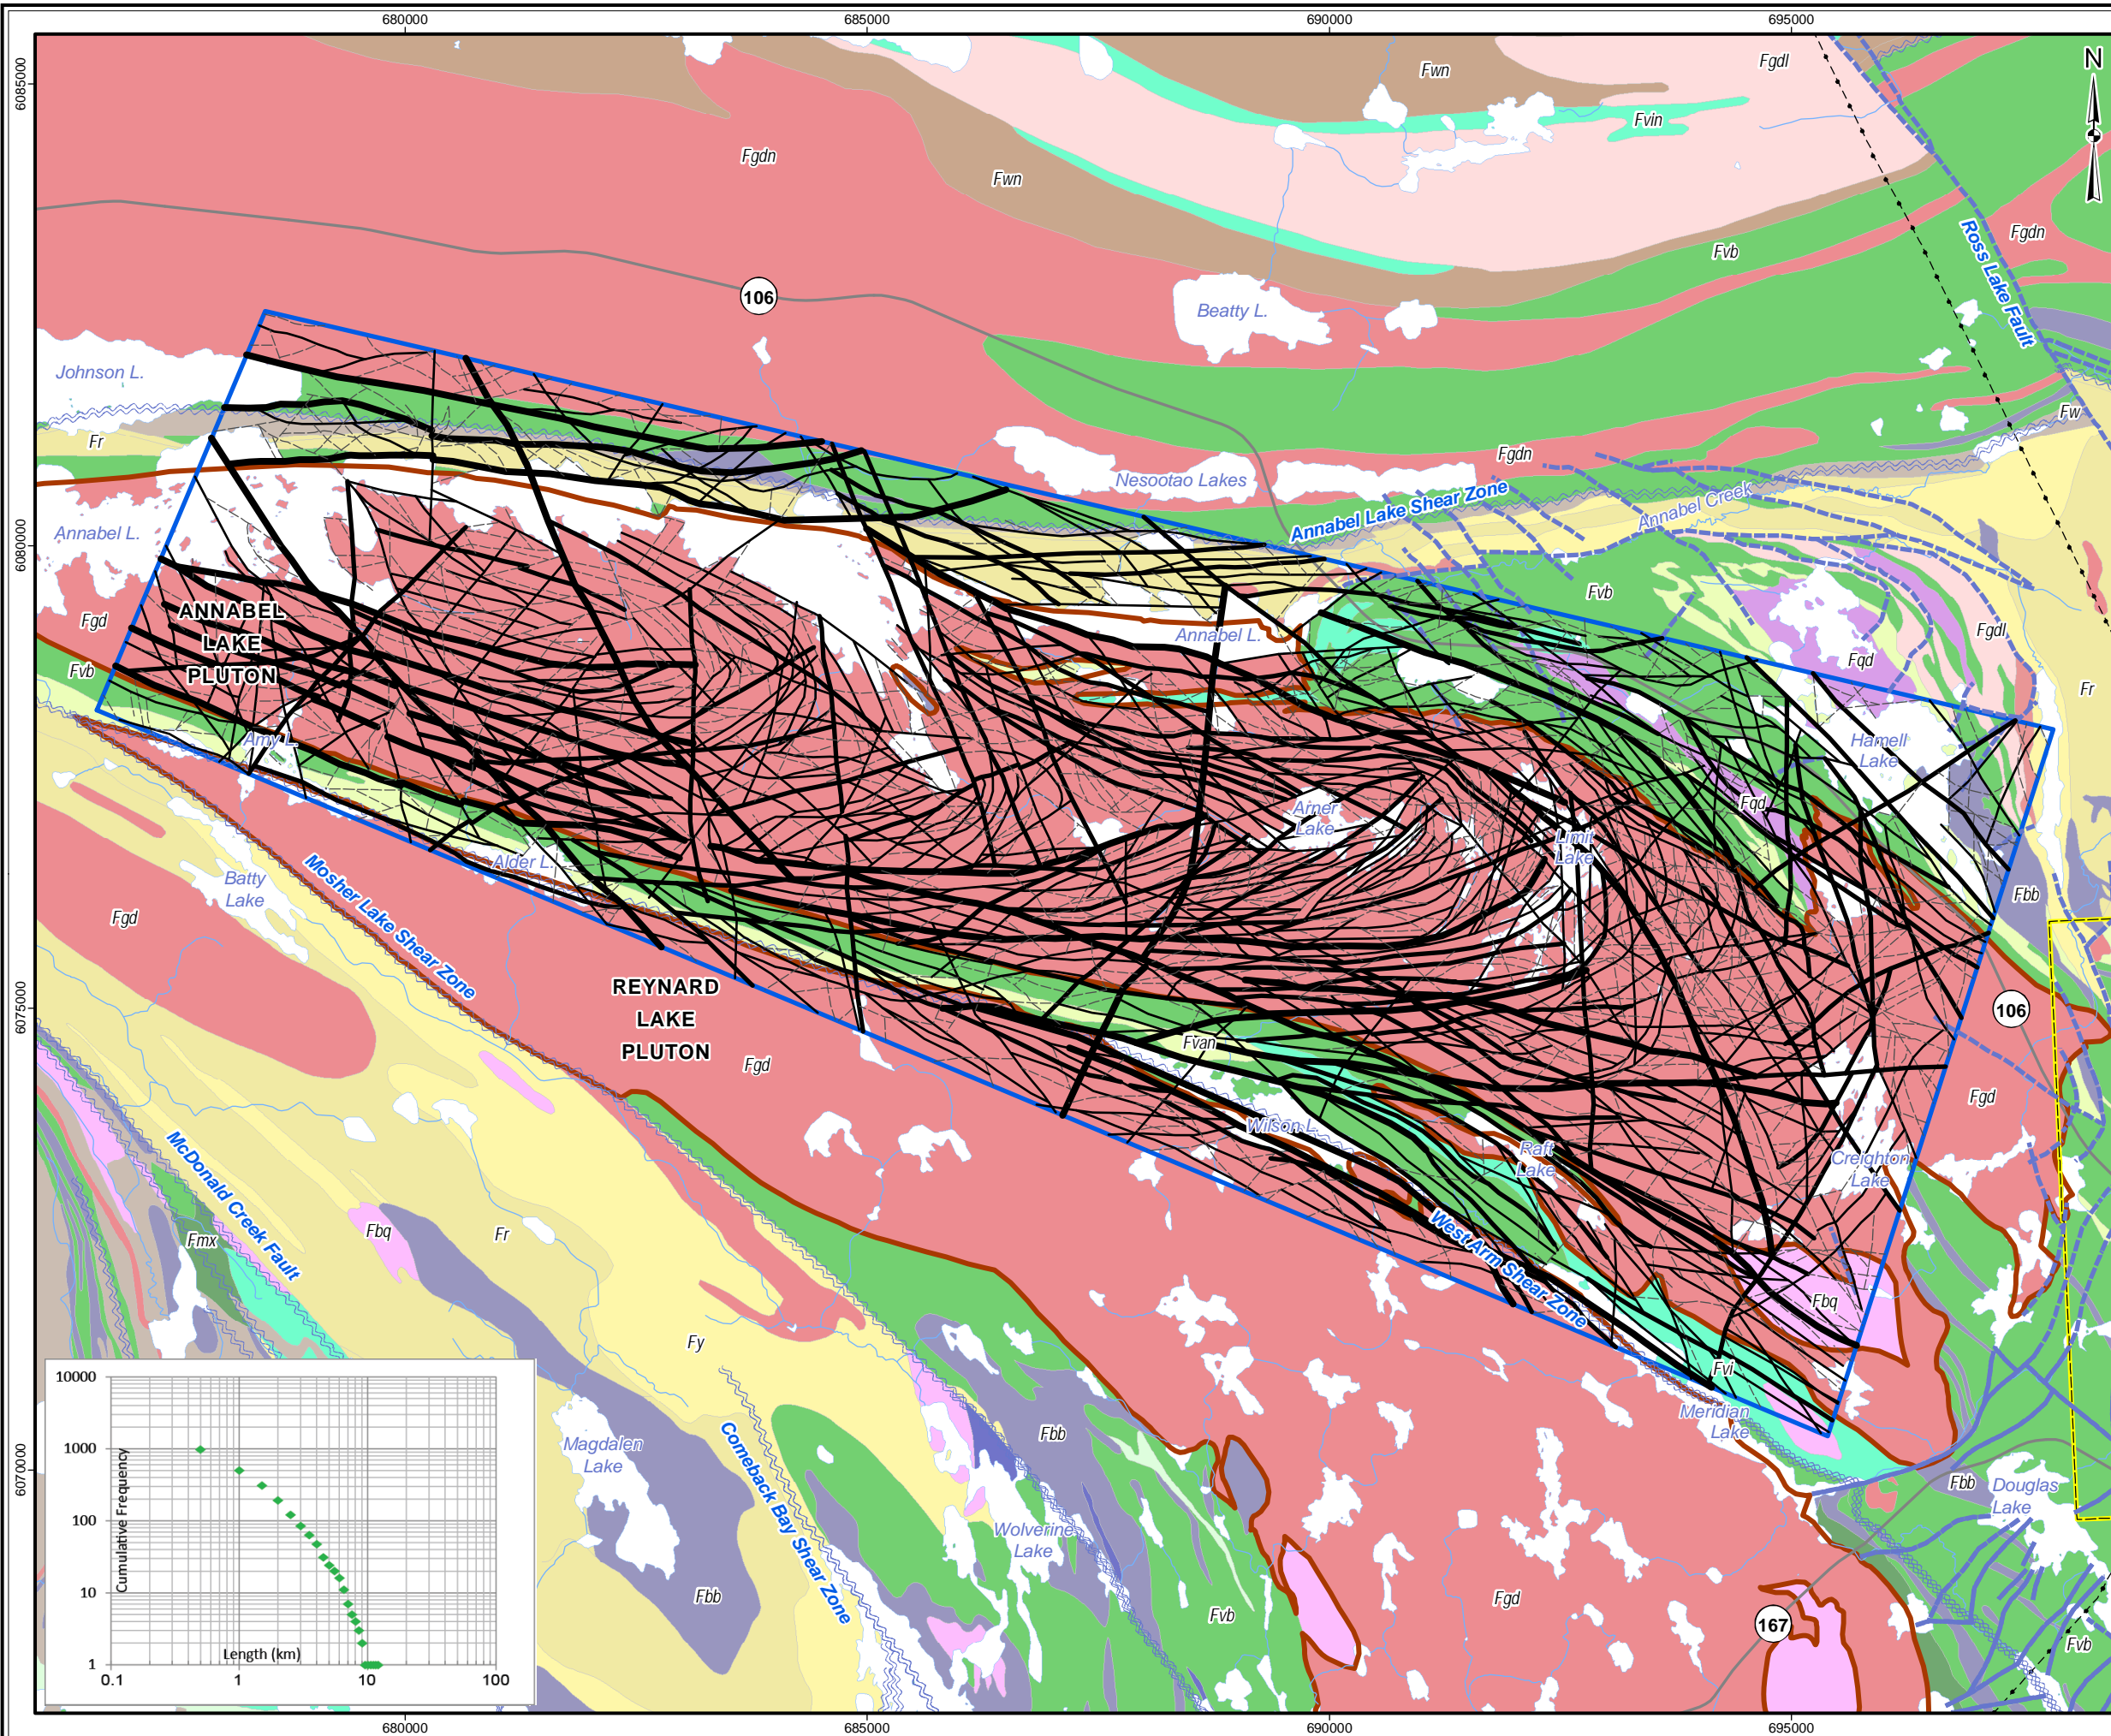 680000
685000
690000
695000
6085000
6080000
6075000
6070000
N
Fwn
Fgdl
Fvin
Fgdn
Fwn
Fgdn
Fvb
Ross Lake Fault
106
Beatty L.
Johnson L.
Fw
Fr
Fgdn
Nesootao Lakes
Annabel Lake Shear Zone
Annabel Creek
Annabel L.
Fvb
ANNABEL
LAKE
PLUTON
Fgd
Annabel L.
Fgdl
Fqd
Fvb
Fr
Amy L.
Hamell
Lake
Arner
Lake
Fqd
Limit
Lake
Alder L.
Mosher Lake Shear Zone
Batty
Lake
Fbb
Fgd
REYNARD
LAKE
PLUTON
106
Fvan
Fgd
Fgd
Wilson L.
Raft
Lake
Creighton
Lake
McDonald Creek Fault
Fbq
Fr
Fmx
West Arm Shear Zone
Fbq
Fy
Fvi
Meridian
Lake
Comeback Bay Shear Zone
Magdalen
Lake
Fbb
Fbb
Douglas
Lake
Wolverine
Lake
Fbb
Fvb
Fgd
167
Fvb
10000
1000
100
10
1
Cumulative Frequency
Length (km)
0.1
1
10
100
680000
685000
690000
695000